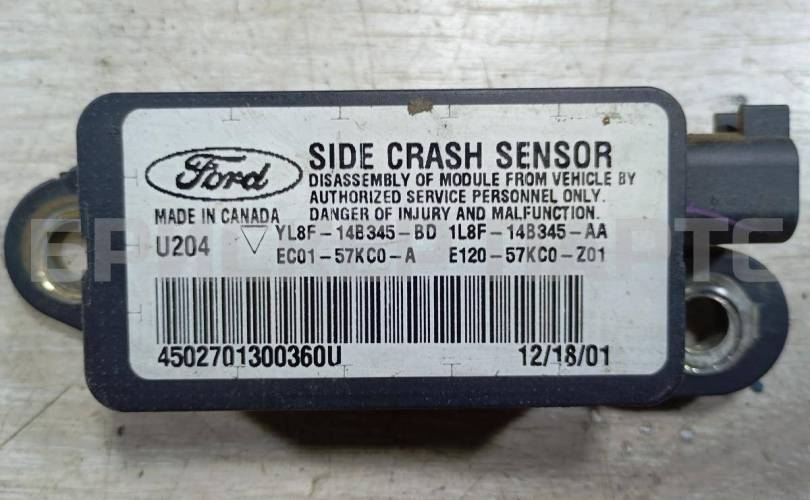 Ford
SIDE CRASH SENSOR
DISASSEMBLY OF MODULE FROM VEHICLE BY
AUTHORIZED SERVICE PERSONNEL ONLY.
DANGER OF INJURY AND MALFUNCTION.
MADE IN CANADA
U204
YL8F-14B345-BD 1L8F-14B345-AA
EC01-57KC0-A E120-57KC0-Z01
4502701300360U 12/18/01